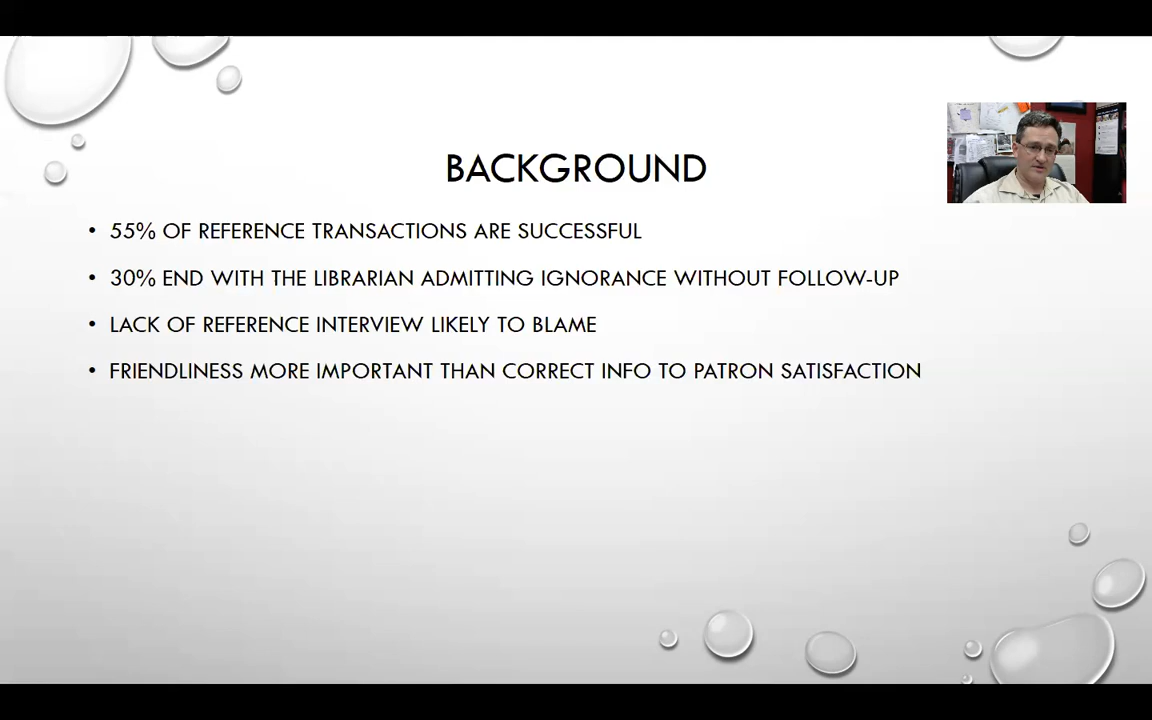 BACKGROUND
• 55% OF REFERENCE TRANSACTIONS ARE SUCCESSFUL
• 30% END WITH THE LIBRARIAN ADMITTING IGNORANCE WITHOUT FOLLOW-UP
• LACK OF REFERENCE INTERVIEW LIKELY TO BLAME
• FRIENDLINESS MORE IMPORTANT THAN CORRECT INFO TO PATRON SATISFACTION